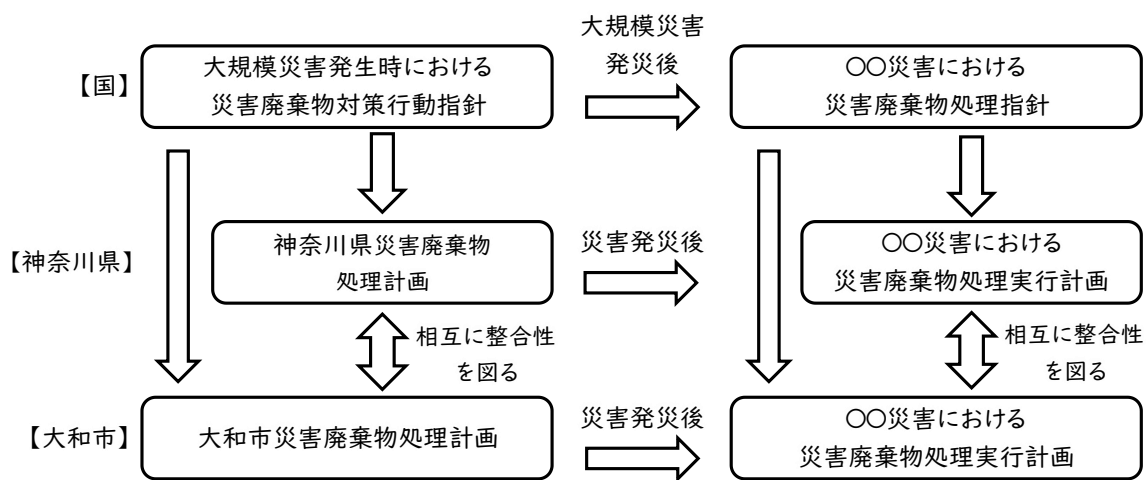 大規模災害
発災後
【国】
大規模災害発生時における
災害廃棄物対策行動指針
〇〇災害における
災害廃棄物処理指針
【神奈川県】
神奈川県災害廃棄物
処理計画
災害発災後
〇〇災害における
災害廃棄物処理実行計画
相互に整合性
を図る
相互に整合性
を図る
【大和市】
大和市災害廃棄物処理計画
災害発災後
〇〇災害における
災害廃棄物処理実行計画